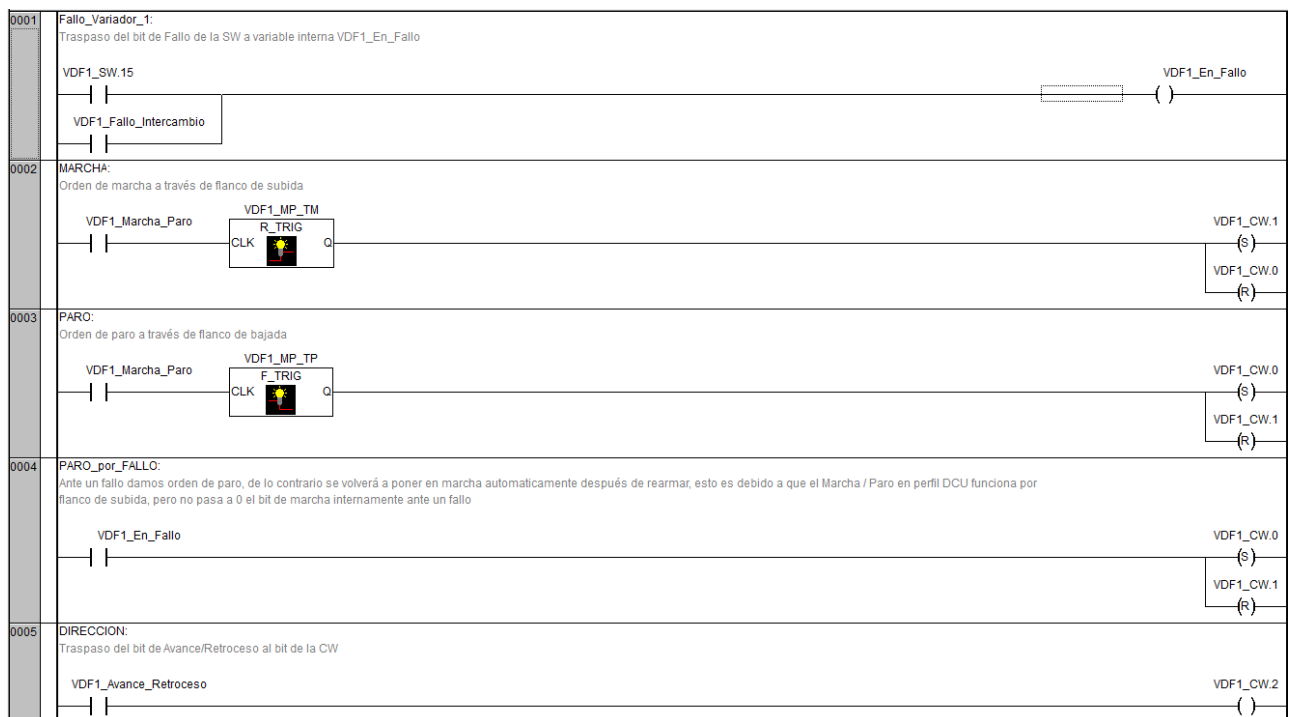 0001
Fallo_Variador_1:
Traspaso del bit de Fallo de la SW a variable interna VDF1_En_Fallo
VDF1_SW.15
VDF1_En_Fallo
VDF1_Fallo_Intercambio
0002
MARCHA:
Orden de marcha a través de flanco de subida
VDF1_MP_TM
VDF1_Marcha_Paro
R_TRIG
VDF1_CW.1
CLK Q
S
VDF1_CW.0
R
0003
PARO:
Orden de paro a través de flanco de bajada
VDF1_MP_TP
VDF1_Marcha_Paro
F_TRIG
VDF1_CW.0
CLK Q
S
VDF1_CW.1
R
0004
PARO_por_FALLO:
Ante un fallo damos orden de paro, de lo contrario se volverá a poner en marcha automaticamente después de rearmar, esto es debido a que el Marcha / Paro en perfil DCU funciona por
flanco de subida, pero no pasa a 0 el bit de marcha internamente ante un fallo
VDF1_En_Fallo
VDF1_CW.0
S
VDF1_CW.1
R
0005
DIRECCION:
Traspaso del bit de Avance/Retroceso al bit de la CW
VDF1_Avance_Retroceso
VDF1_CW.2